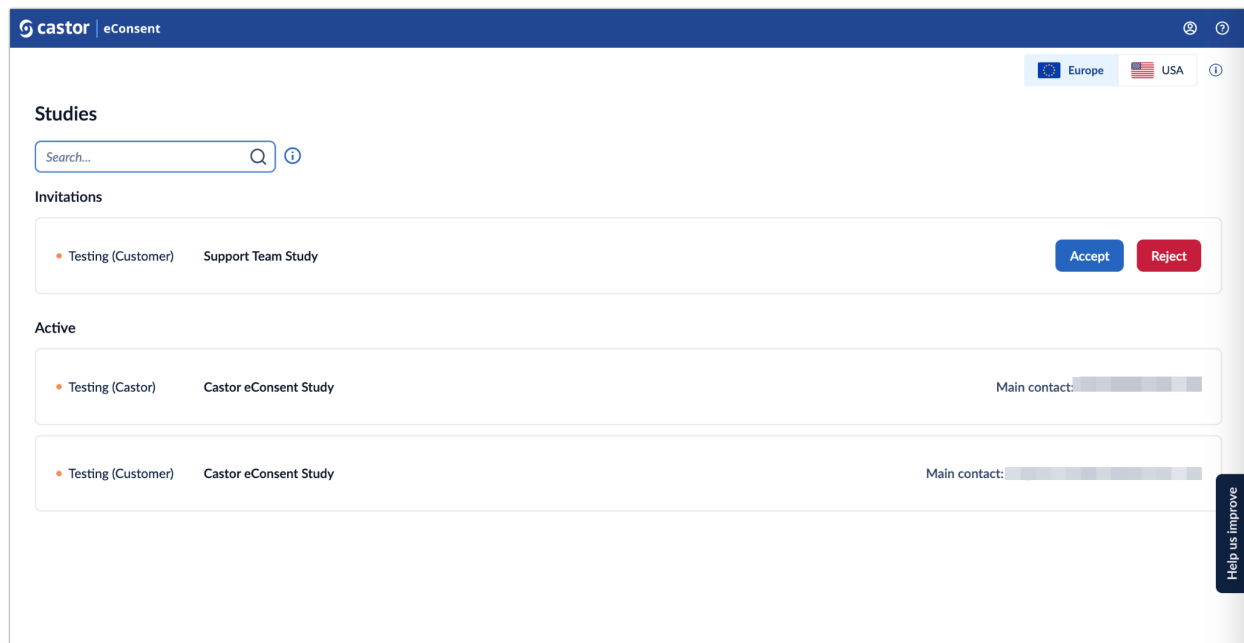 castor | eConsent
Europe USA
Studies
Search...
Invitations
Testing (Customer) Support Team Study Accept Reject
Active
Testing (Castor) Castor eConsent Study Main contact:
Testing (Customer) Castor eConsent Study Main contact:
Help us improve